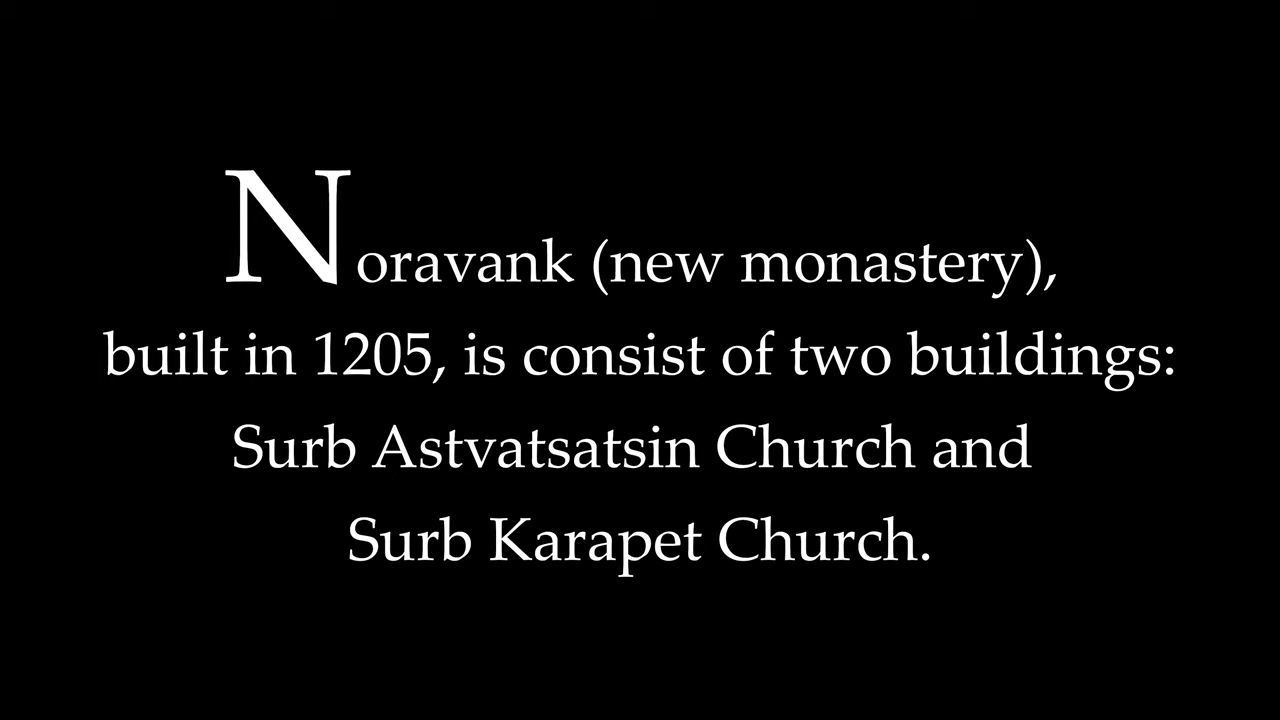 Noravank (new monastery),
built in 1205, is consist of two buildings:
Surb Astvatsatsin Church and
Surb Karapet Church.